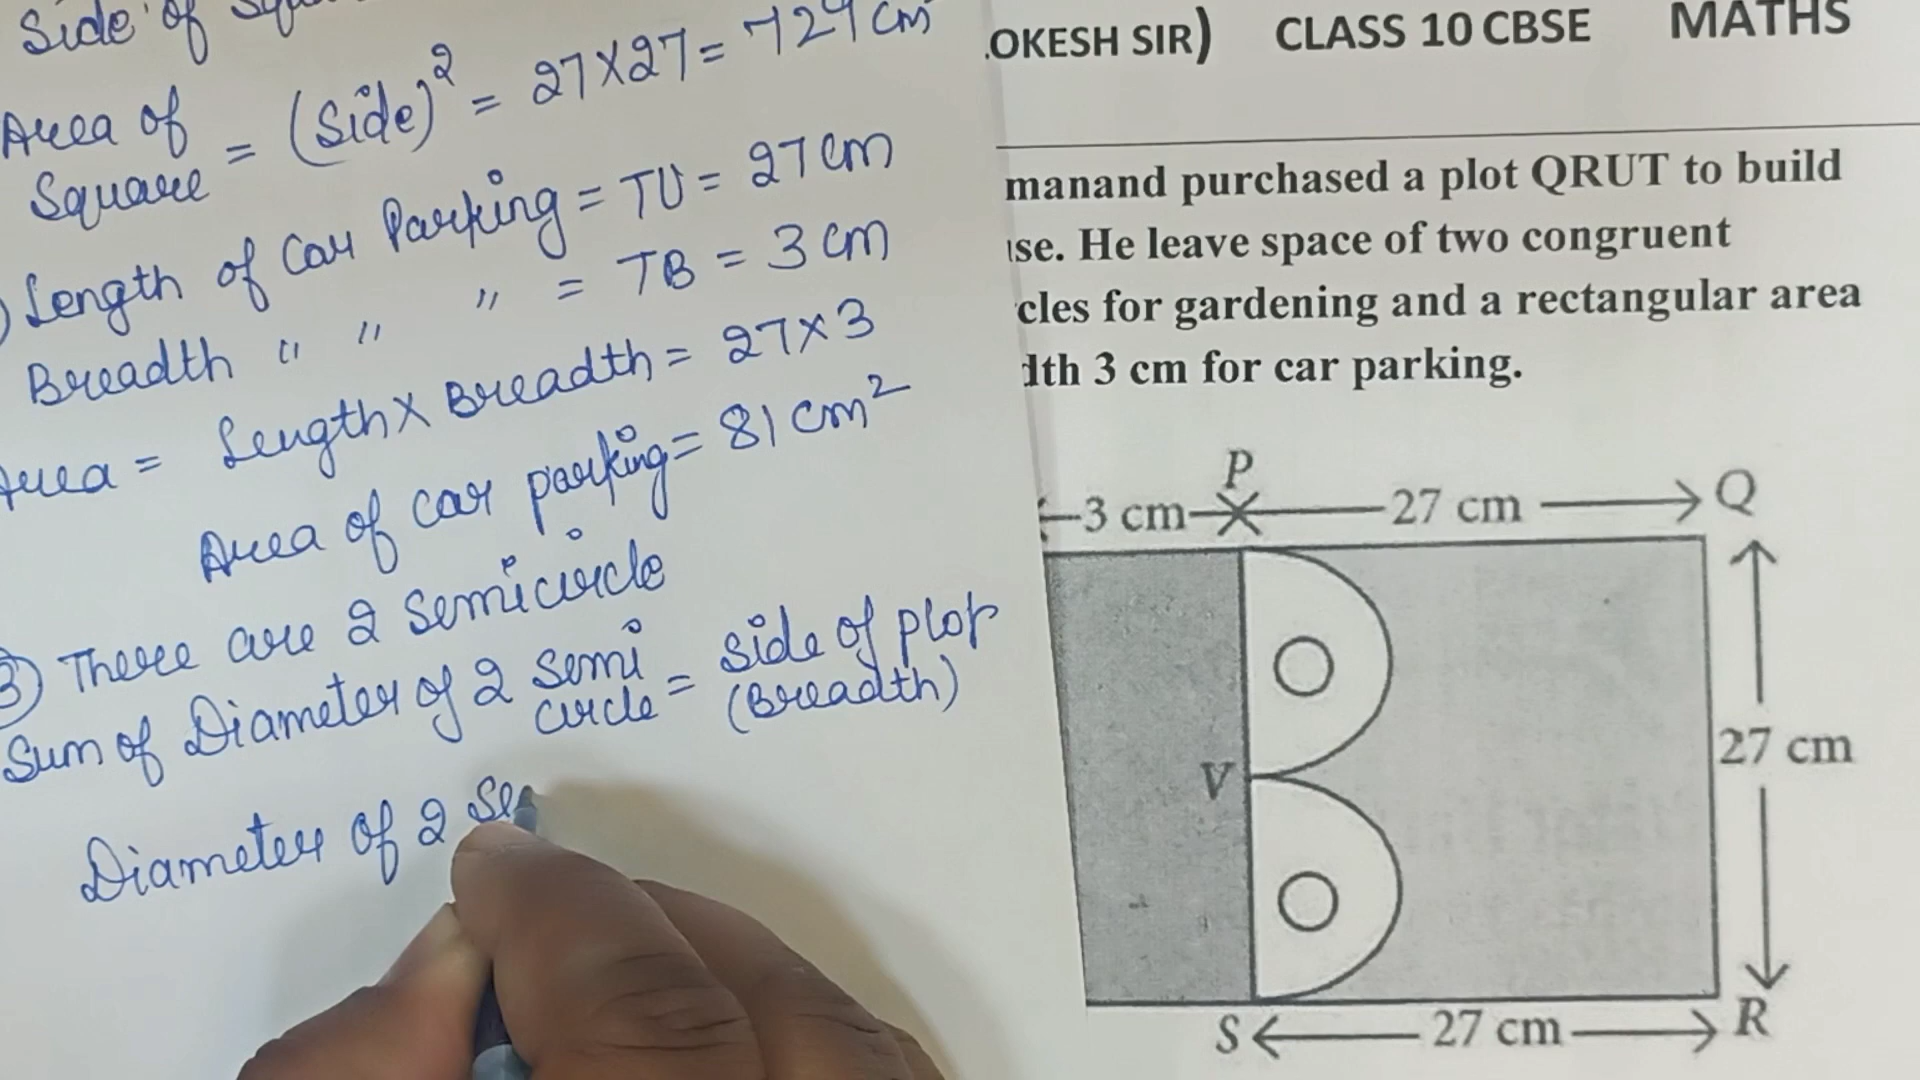 Side of
Area of
Square = (Side)² = 27×27 = 729 cm
Length of Car Parking = TU = 27 cm
Breadth " " " = TB = 3 cm
Area = Length × Breadth = 27×3
Area of car parking = 81 cm²
3) There are 2 semicircle
Sum of Diameter of 2 semi circle = side of plot (Breadth)
Diameter of 2 Se
OKESH SIR) CLASS 10 CBSE MATHS
manand purchased a plot QRUT to build
se. He leave space of two congruent
cles for gardening and a rectangular area
dth 3 cm for car parking.
P
3 cm 27 cm Q
V
27 cm
S 27 cm R